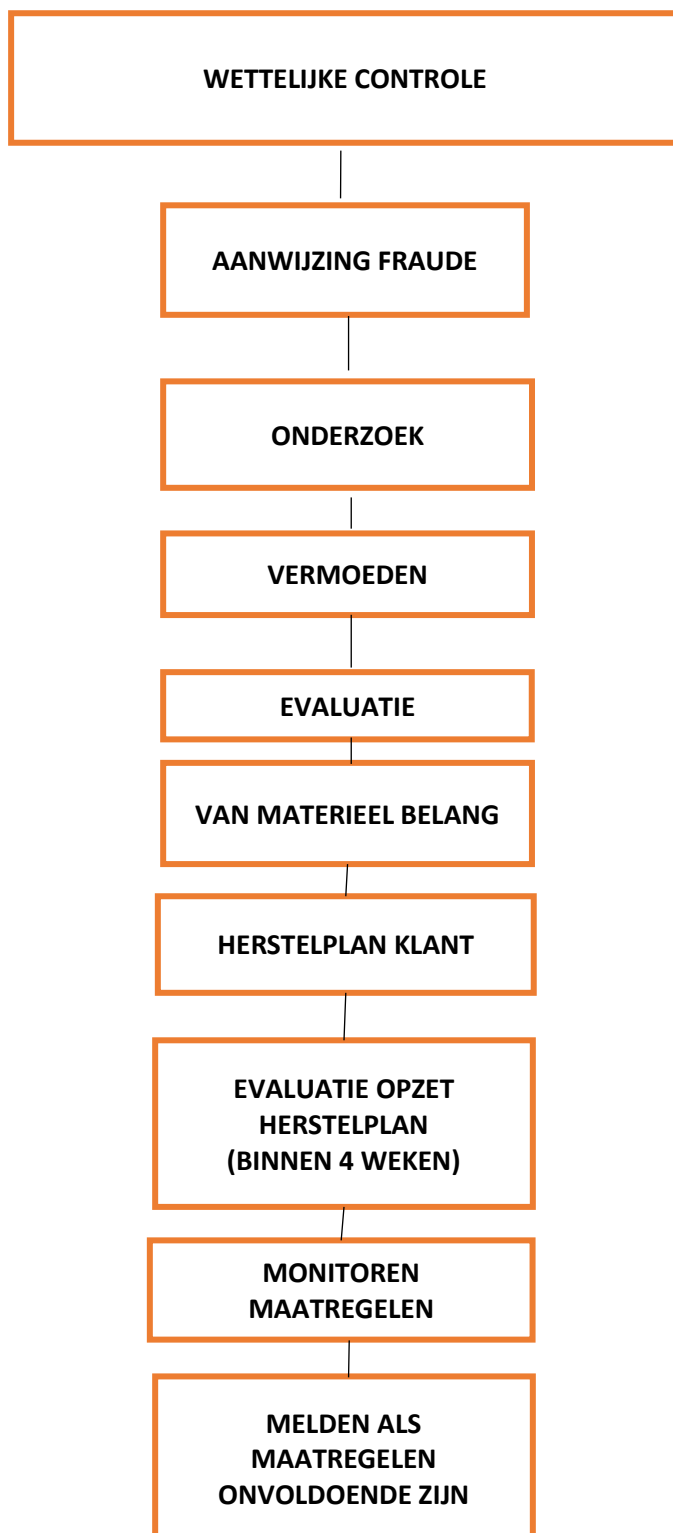 WETTELIJKE CONTROLE
AANWIJZING FRAUDE
ONDERZOEK
VERMOEDEN
EVALUATIE
VAN MATERIEEL BELANG
HERSTELPLAN KLANT
EVALUATIE OPZET
HERSTELPLAN
(BINNEN 4 WEKEN)
MONITOREN
MAATREGELEN
MELDEN ALS
MAATREGELEN
ONVOLDOENDE ZIJN